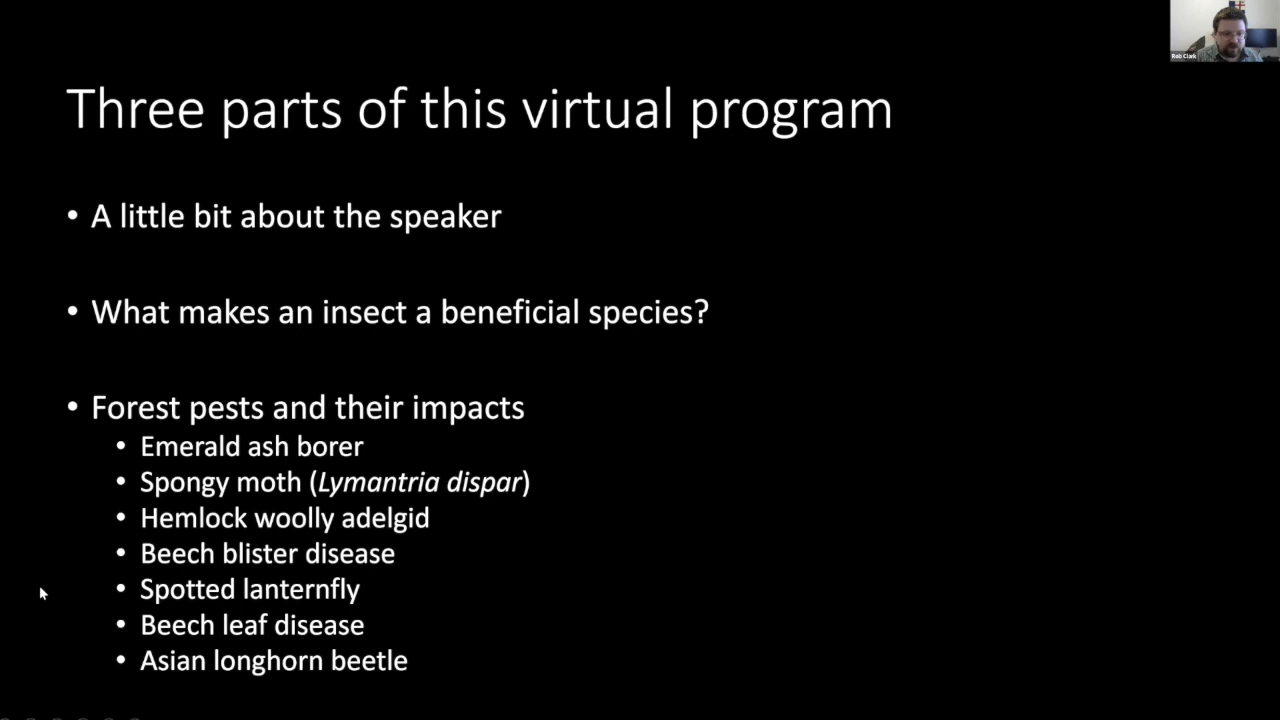 Rob Clark
Three parts of this virtual program
• A little bit about the speaker
• What makes an insect a beneficial species?
• Forest pests and their impacts
• Emerald ash borer
• Spongy moth (Lymantria dispar)
• Hemlock woolly adelgid
• Beech blister disease
• Spotted lanternfly
• Beech leaf disease
• Asian longhorn beetle